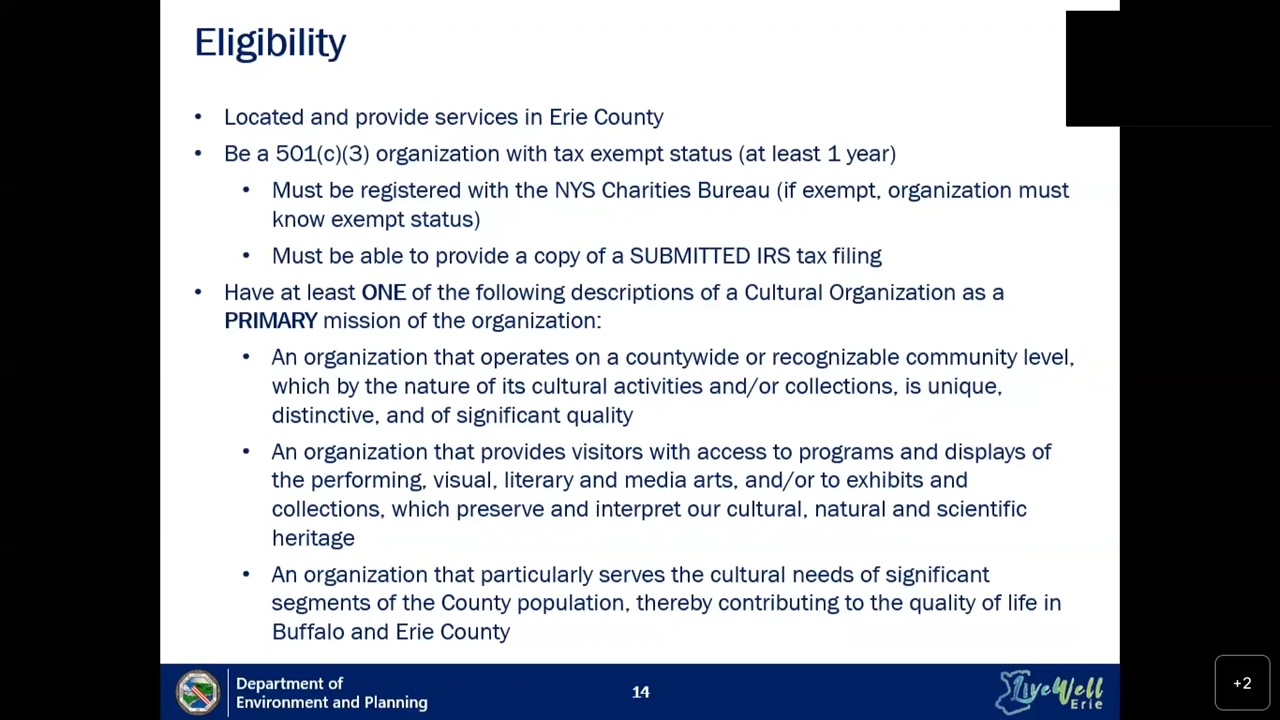 Eligibility
• Located and provide services in Erie County
• Be a 501(c)(3) organization with tax exempt status (at least 1 year)
• Must be registered with the NYS Charities Bureau (if exempt, organization must
know exempt status)
• Must be able to provide a copy of a SUBMITTED IRS tax filing
• Have at least ONE of the following descriptions of a Cultural Organization as a
PRIMARY mission of the organization:
• An organization that operates on a countywide or recognizable community level,
which by the nature of its cultural activities and/or collections, is unique,
distinctive, and of significant quality
• An organization that provides visitors with access to programs and displays of
the performing, visual, literary and media arts, and/or to exhibits and
collections, which preserve and interpret our cultural, natural and scientific
heritage
• An organization that particularly serves the cultural needs of significant
segments of the County population, thereby contributing to the quality of life in
Buffalo and Erie County
Department of
Environment and Planning
14
LiveWell
Erie
+2